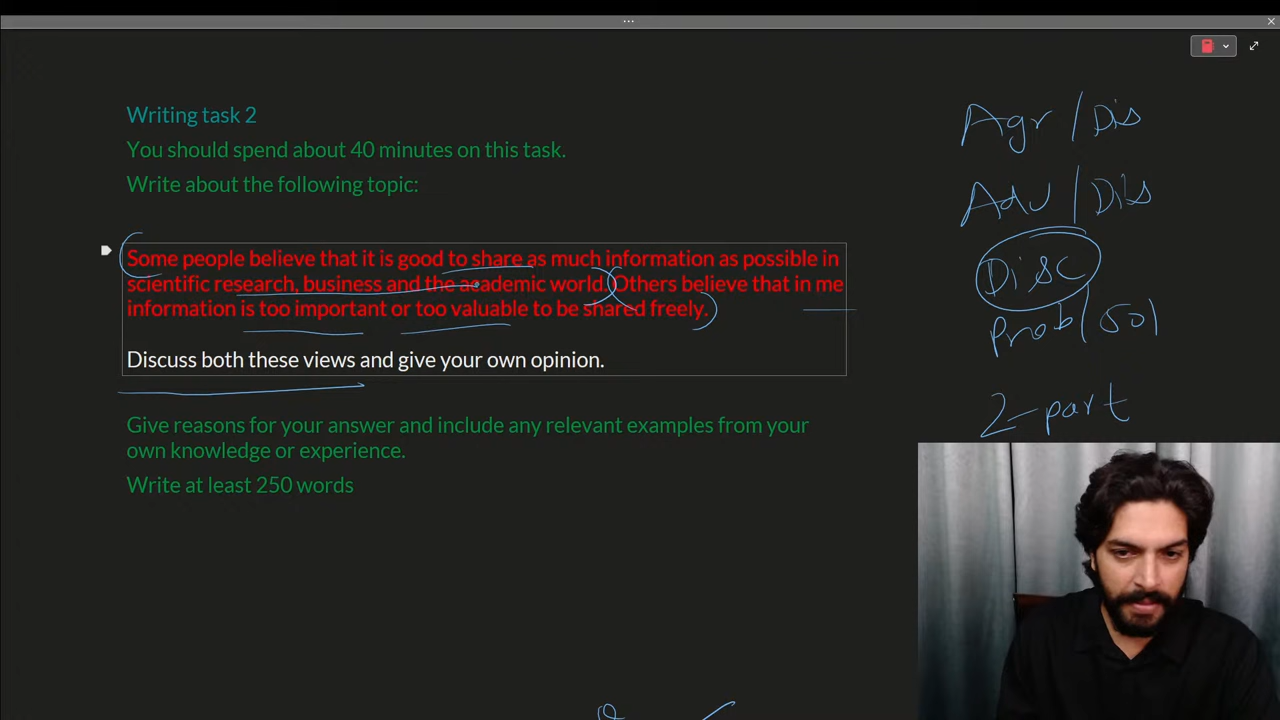 Writing task 2
You should spend about 40 minutes on this task.
Write about the following topic:
Some people believe that it is good to share as much information as possible in
scientific research, business and the academic world. Others believe that in me
information is too important or too valuable to be shared freely.
Discuss both these views and give your own opinion.
Give reasons for your answer and include any relevant examples from your
own knowledge or experience.
Write at least 250 words
Agr / Dis
Adv / Dis
Disc
Prob / Sol
2-part